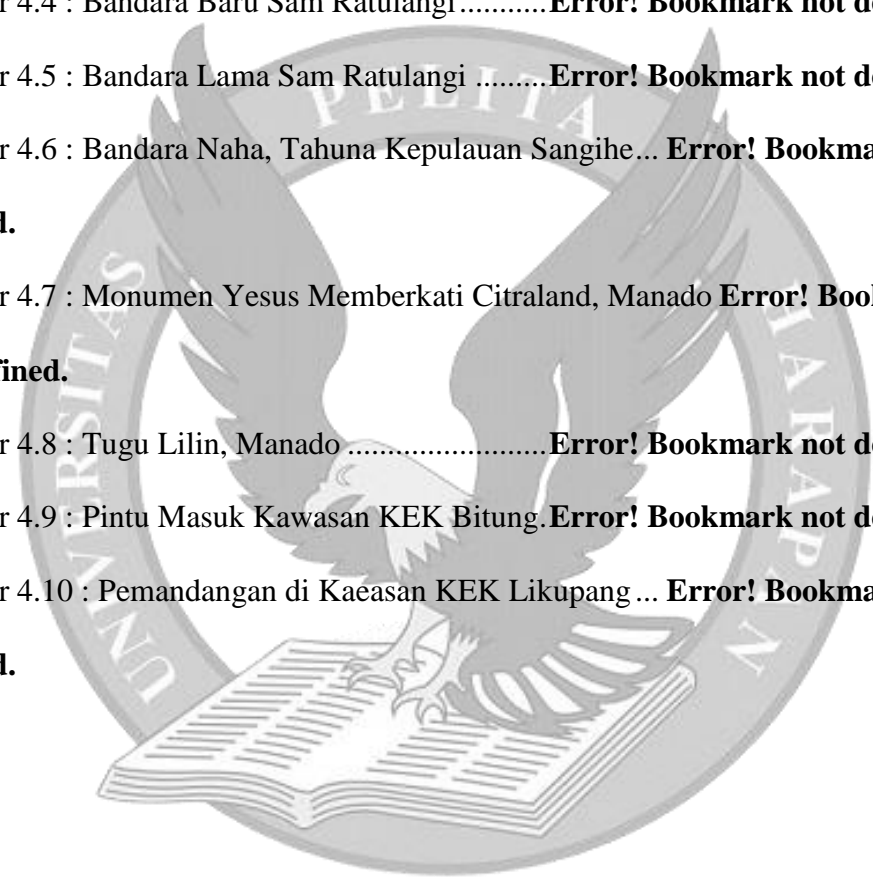 r 4.4 : Bandara Baru Sam Ratulangi...........Error! Bookmark not de
r 4.5 : Bandara Lama Sam Ratulangi .........Error! Bookmark not de
r 4.6 : Bandara Naha, Tahuna Kepulauan Sangihe... Error! Bookma
d.
r 4.7 : Monumen Yesus Memberkati Citraland, Manado Error! Boo
fined.
r 4.8 : Tugu Lilin, Manado .......................Error! Bookmark not de
r 4.9 : Pintu Masuk Kawasan KEK Bitung.Error! Bookmark not de
r 4.10 : Pemandangan di Kaeasan KEK Likupang ... Error! Bookma
d.
UNIVERSITAS PELITA HARAPAN